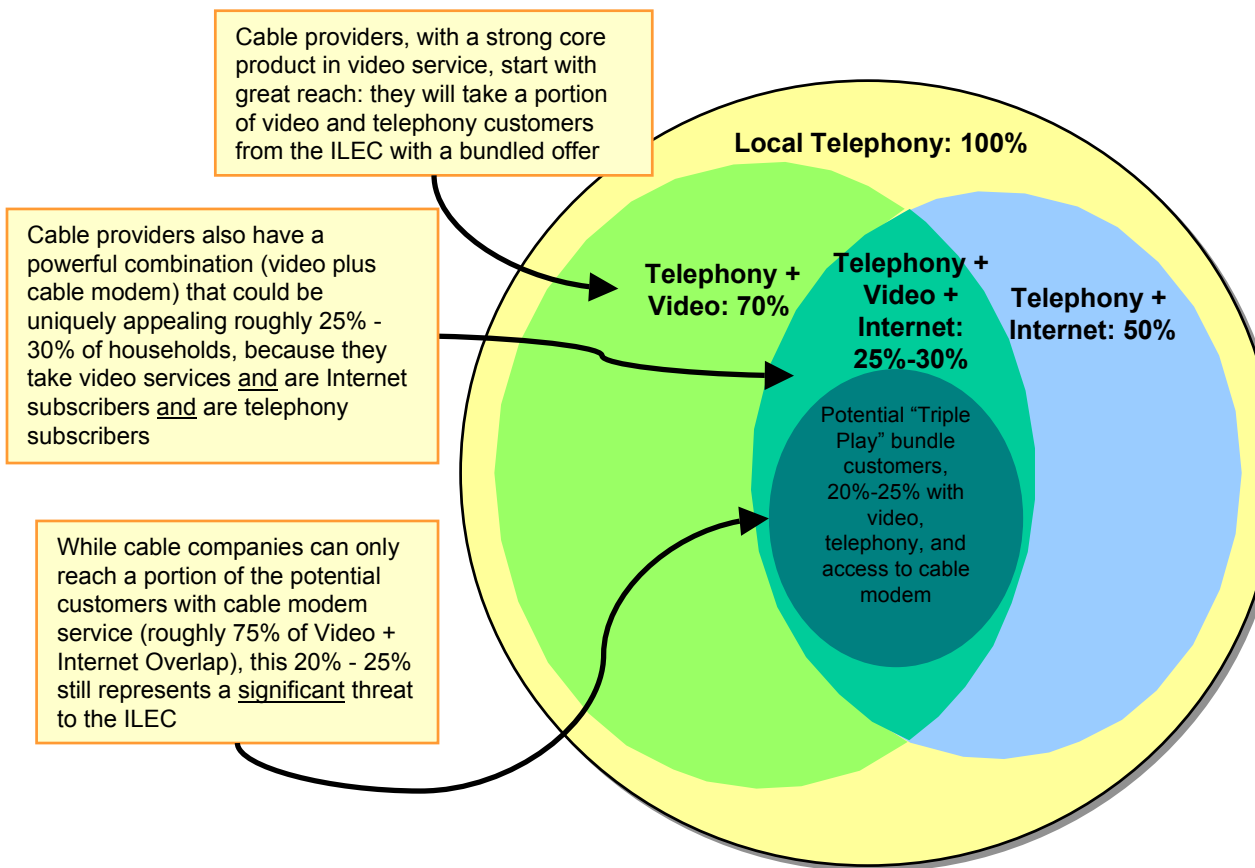 Cable providers, with a strong core
product in video service, start with
great reach: they will take a portion
of video and telephony customers
from the ILEC with a bundled offer
Cable providers also have a
powerful combination (video plus
cable modem) that could be
uniquely appealing roughly 25% -
30% of households, because they
take video services and are Internet
subscribers and are telephony
subscribers
While cable companies can only
reach a portion of the potential
customers with cable modem
service (roughly 75% of Video +
Internet Overlap), this 20% - 25%
still represents a significant threat
to the ILEC
Local Telephony: 100%
Telephony +
Video: 70%
Telephony +
Video +
Internet:
25%-30%
Telephony +
Internet: 50%
Potential “Triple
Play” bundle
customers,
20%-25% with
video,
telephony, and
access to cable
modem